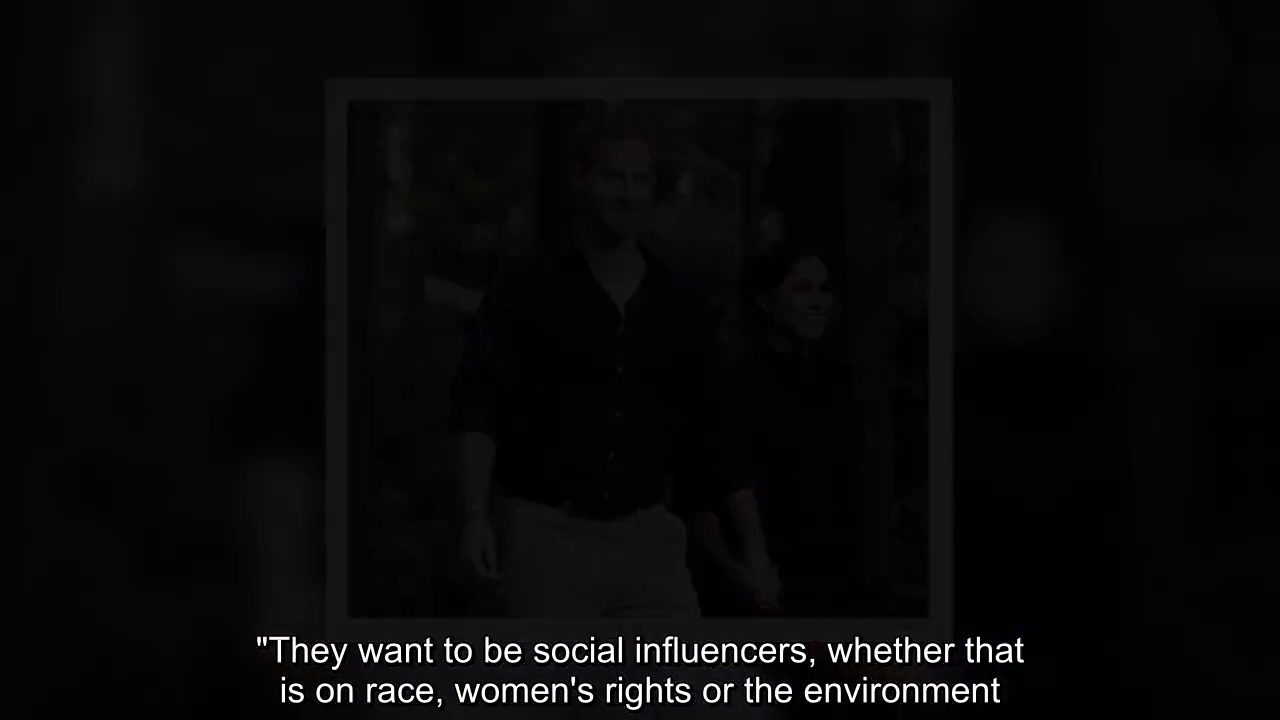 "They want to be social influencers, whether that
is on race, women's rights or the environment